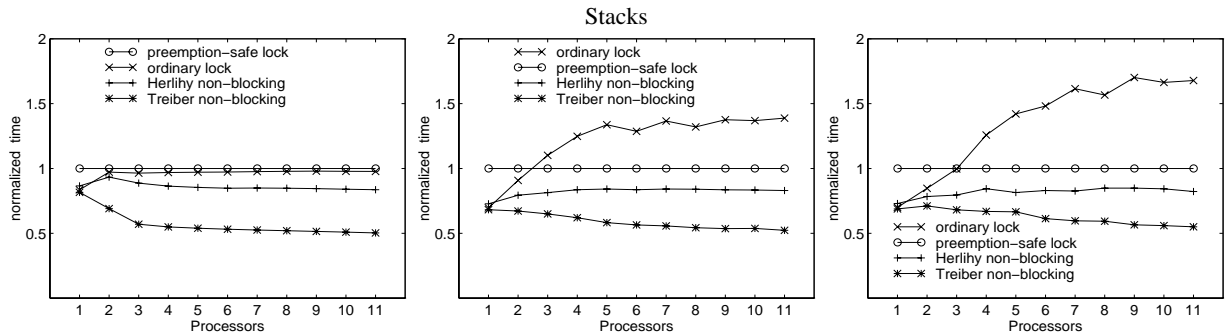 Stacks
2
1.5
1
0.5
normalized time
preemption−safe lock
ordinary lock
Herlihy non−blocking
Treiber non−blocking
1 2 3 4 5 6 7 8 9 10 11
Processors
2
1.5
1
0.5
normalized time
ordinary lock
preemption−safe lock
Herlihy non−blocking
Treiber non−blocking
1 2 3 4 5 6 7 8 9 10 11
Processors
2
1.5
1
0.5
normalized time
ordinary lock
preemption−safe lock
Herlihy non−blocking
Treiber non−blocking
1 2 3 4 5 6 7 8 9 10 11
Processors